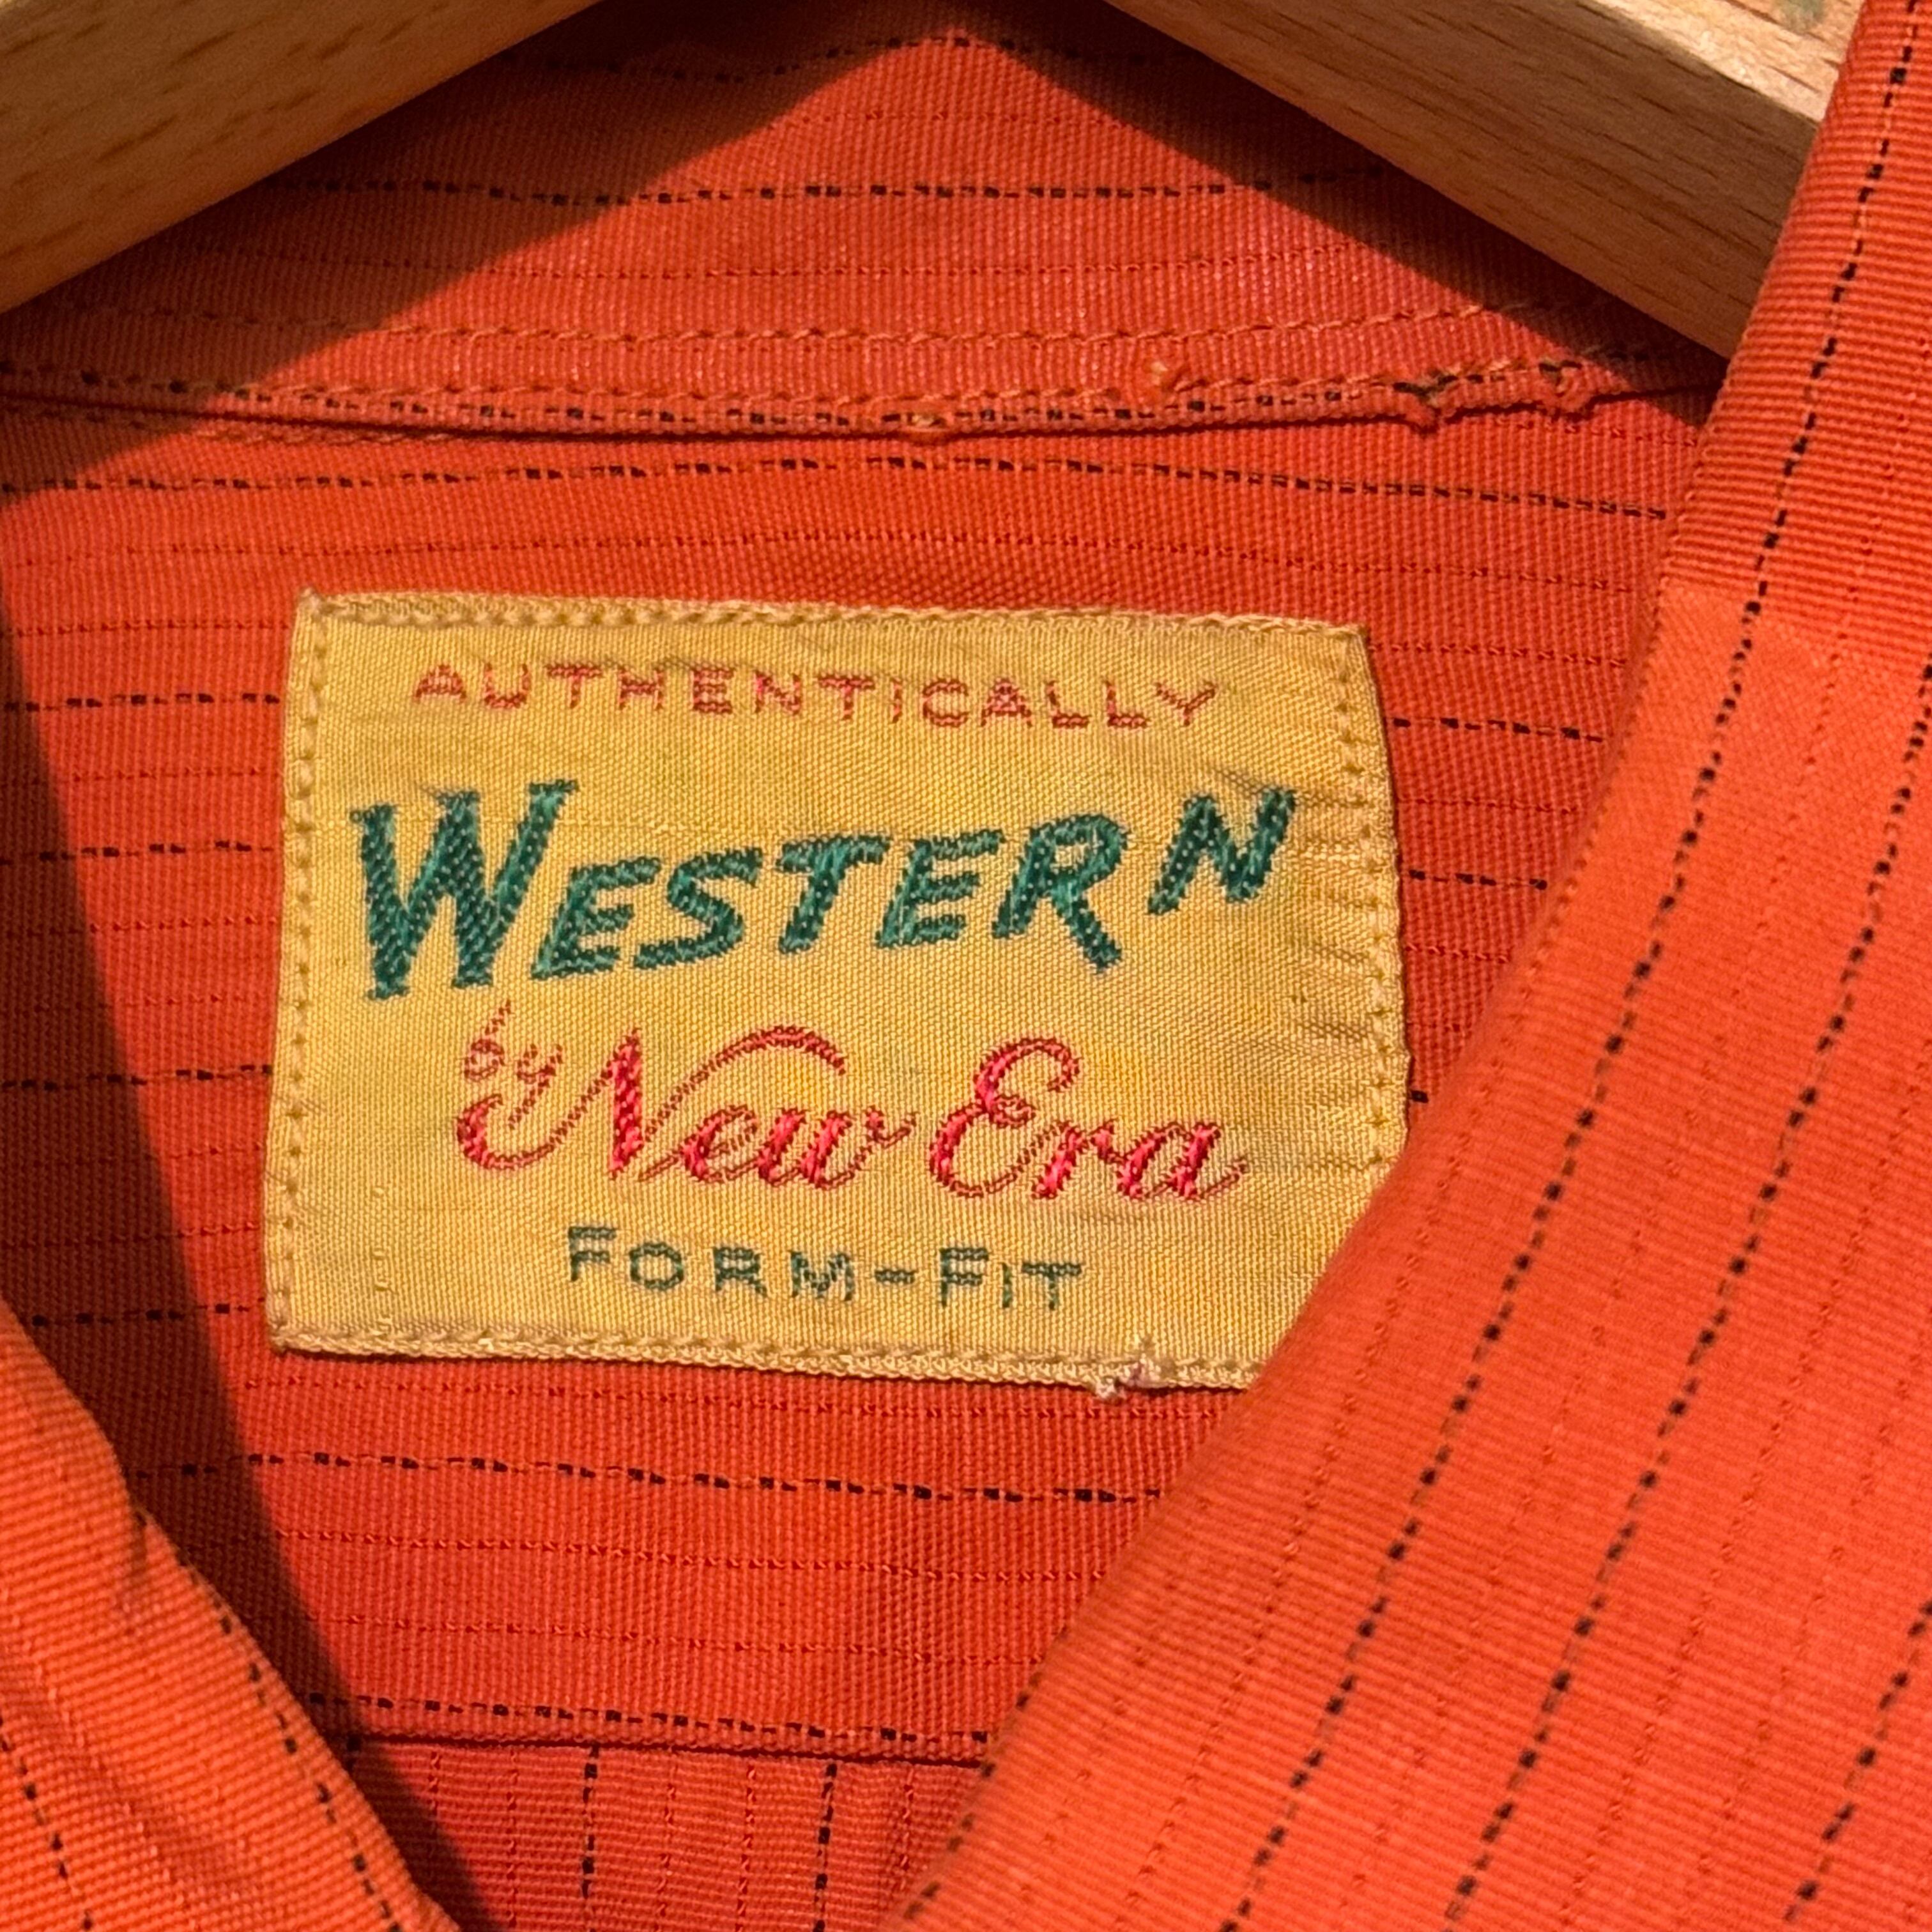 AUTHENTICALLY
WESTERN
by New Era
FORM-FIT